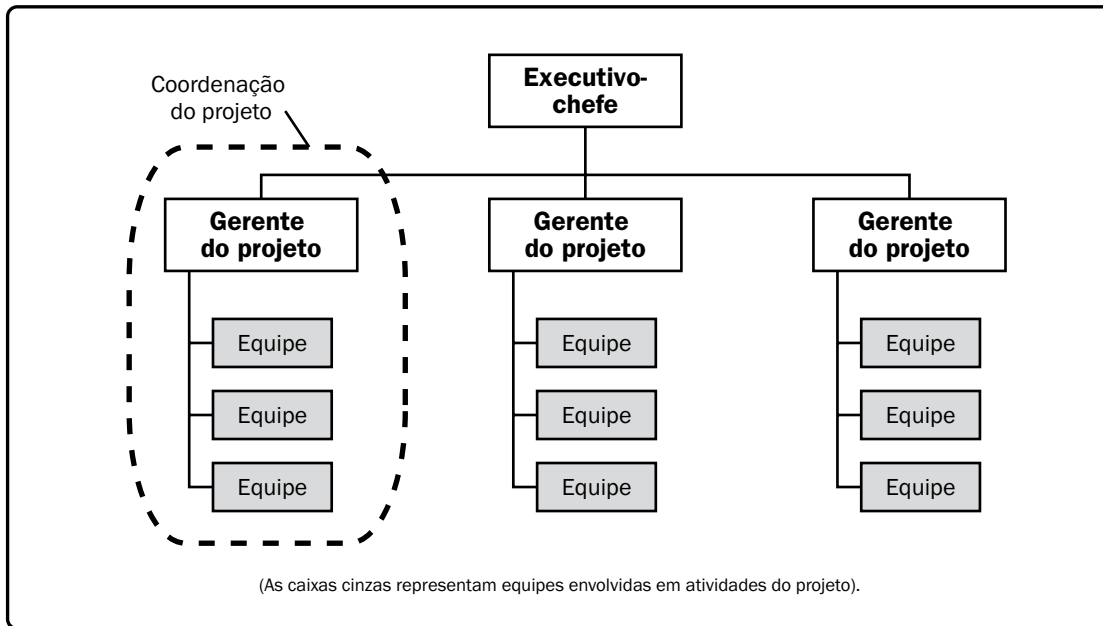 Coordenação
do projeto
Executivo-
chefe
Gerente
do projeto
Gerente
do projeto
Gerente
do projeto
Equipe
Equipe
Equipe
Equipe
Equipe
Equipe
Equipe
Equipe
Equipe
(As caixas cinzas representam equipes envolvidas em atividades do projeto).